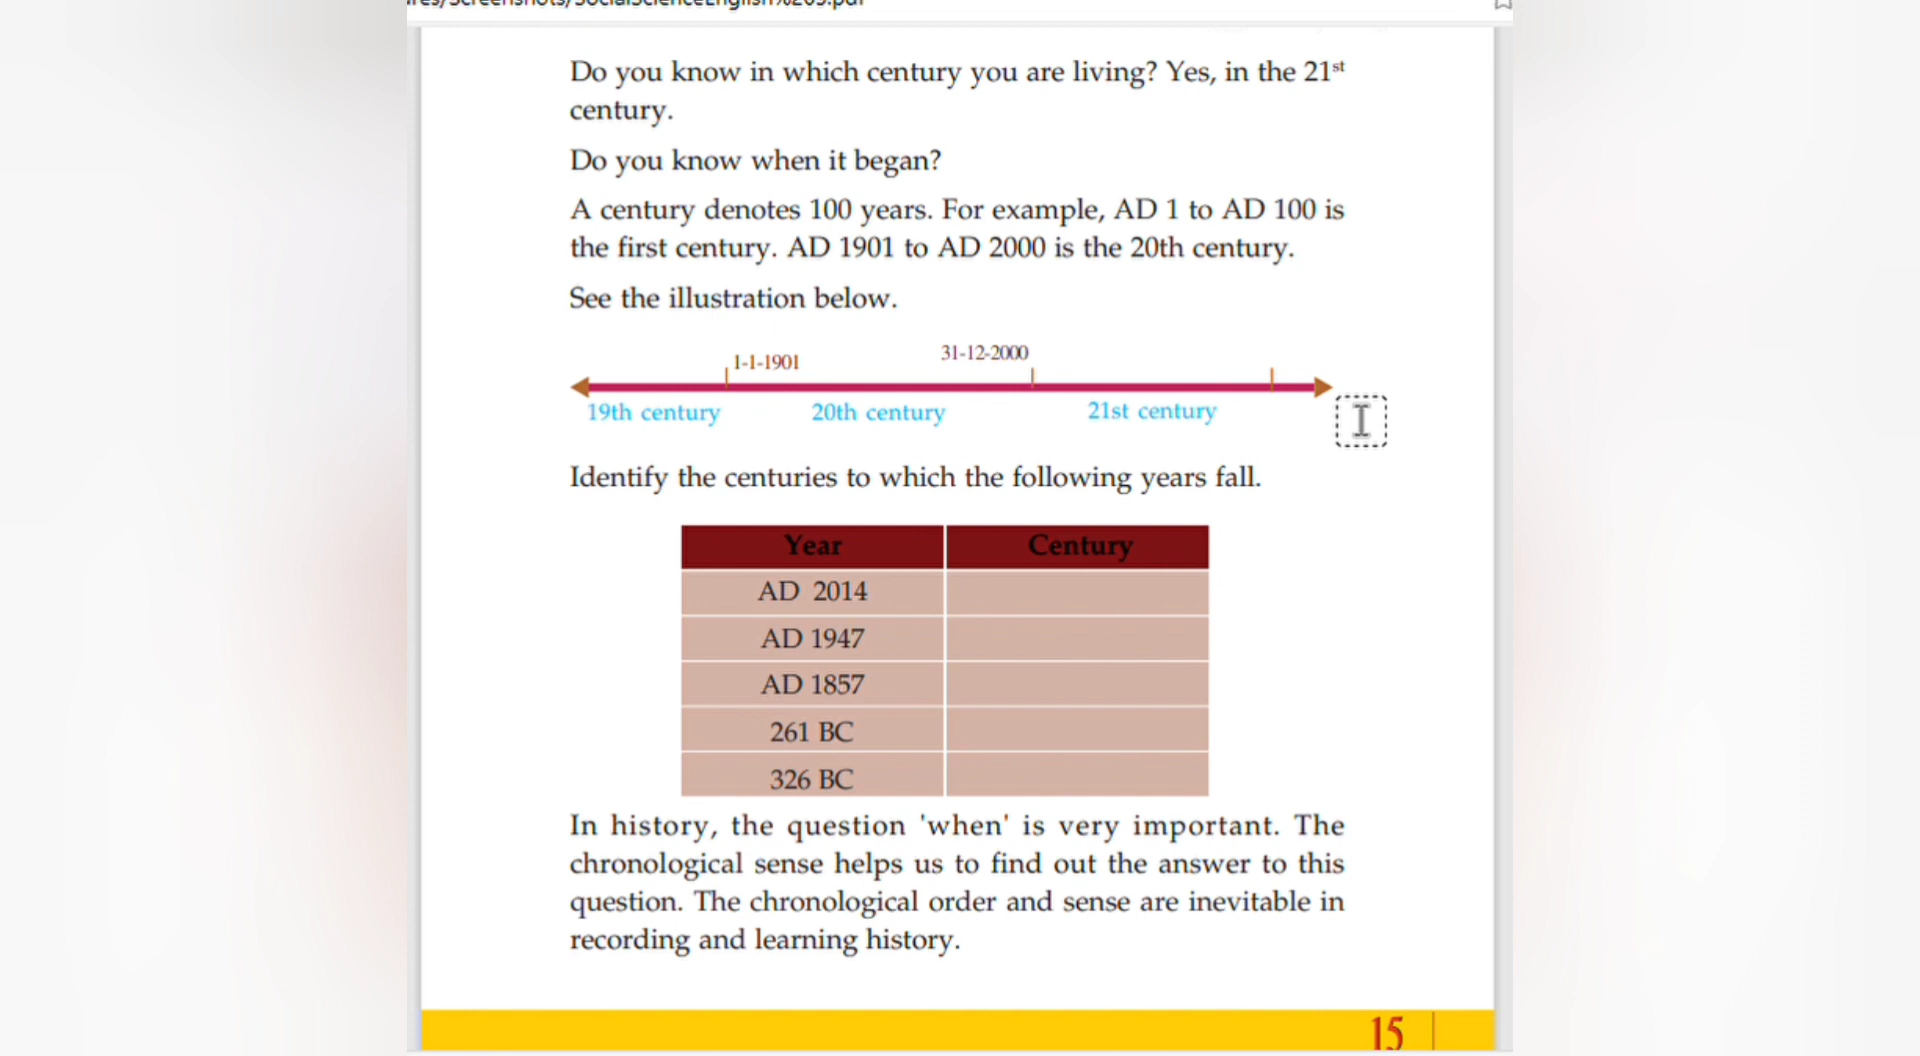 Do you know in which century you are living? Yes, in the 21st
century.
Do you know when it began?
A century denotes 100 years. For example, AD 1 to AD 100 is
the first century. AD 1901 to AD 2000 is the 20th century.
See the illustration below.
1-1-1901 31-12-2000
19th century 20th century 21st century
Identify the centuries to which the following years fall.
Year Century
AD 2014
AD 1947
AD 1857
261 BC
326 BC
In history, the question 'when' is very important. The
chronological sense helps us to find out the answer to this
question. The chronological order and sense are inevitable in
recording and learning history.
15